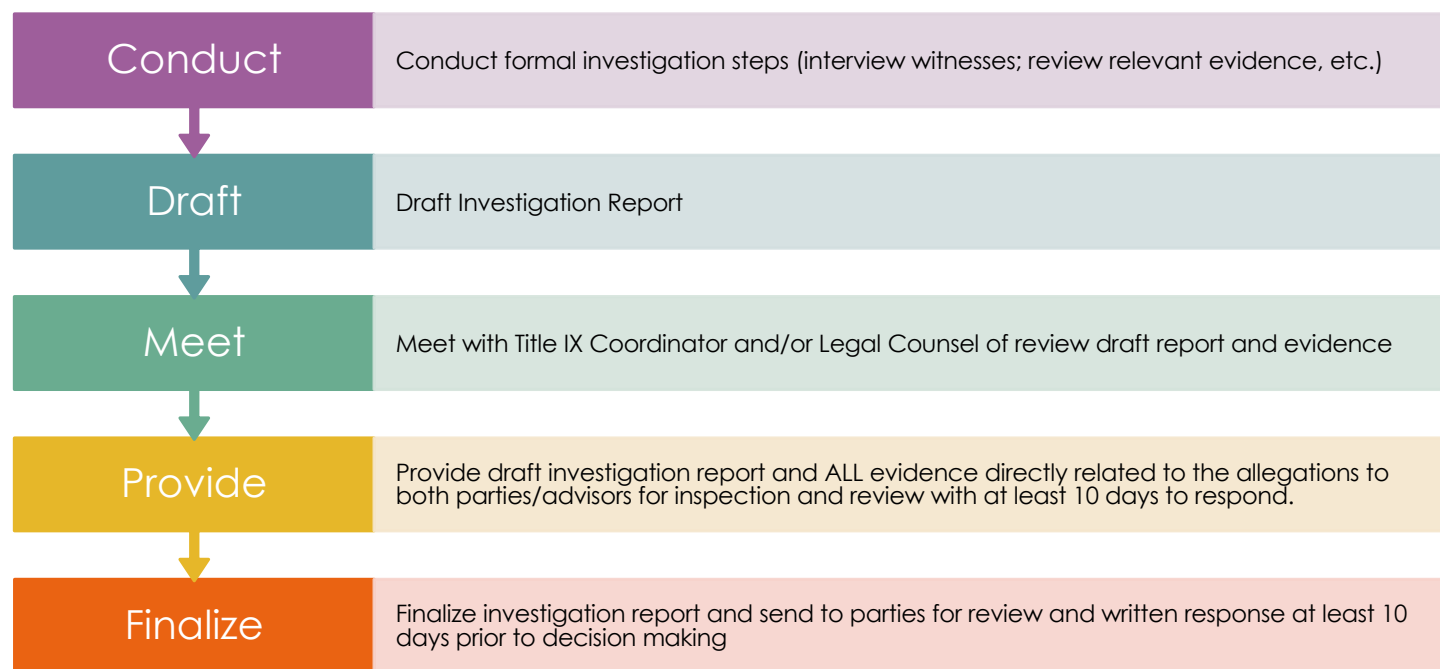 Conduct
Conduct formal investigation steps (interview witnesses; review relevant evidence, etc.)
Draft
Draft Investigation Report
Meet
Meet with Title IX Coordinator and/or Legal Counsel of review draft report and evidence
Provide
Provide draft investigation report and ALL evidence directly related to the allegations to
both parties/advisors for inspection and review with at least 10 days to respond.
Finalize
Finalize investigation report and send to parties for review and written response at least 10
days prior to decision making